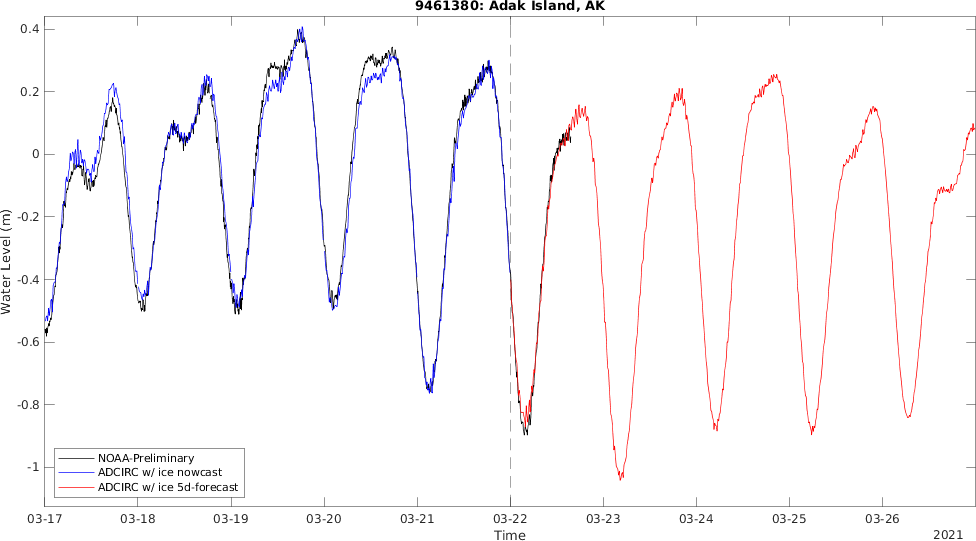 9461380: Adak Island, AK
0.4
0.2
0
-0.2
-0.4
-0.6
-0.8
-1
Water Level (m)
NOAA-Preliminary
ADCIRC w/ ice nowcast
ADCIRC w/ ice 5d-forecast
03-17 03-18 03-19 03-20 03-21 03-22 03-23 03-24 03-25 03-26
Time
2021